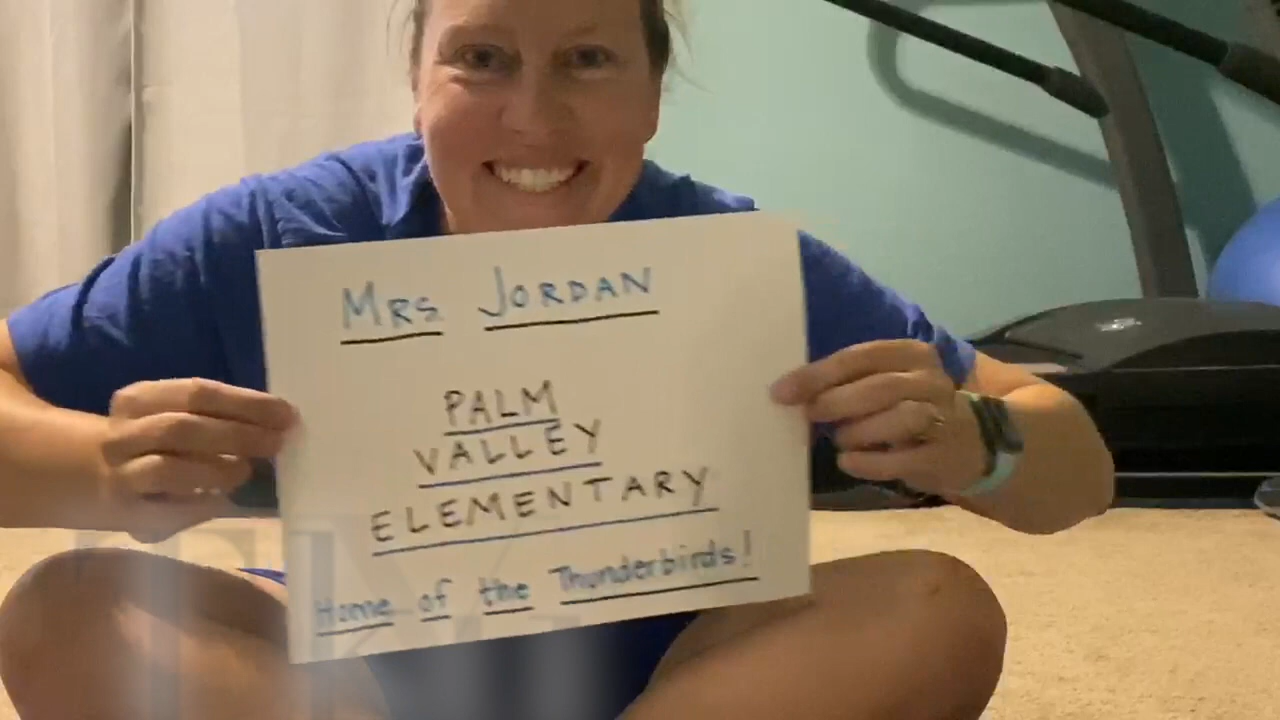 Mrs. Jordan
PALM
VALLEY
ELEMENTARY
Home of the Thunderbirds!